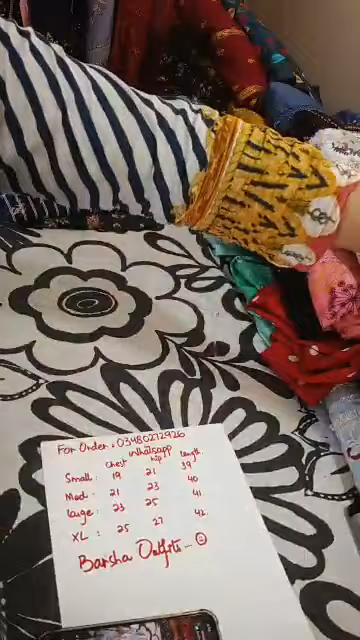 For Order : 03480272926
Whatsapp
Chest hip length
Small : 19 21 39
Med : 21 23 40
large : 23 25 41
XL : 25 27 42
Barsha Outfits...